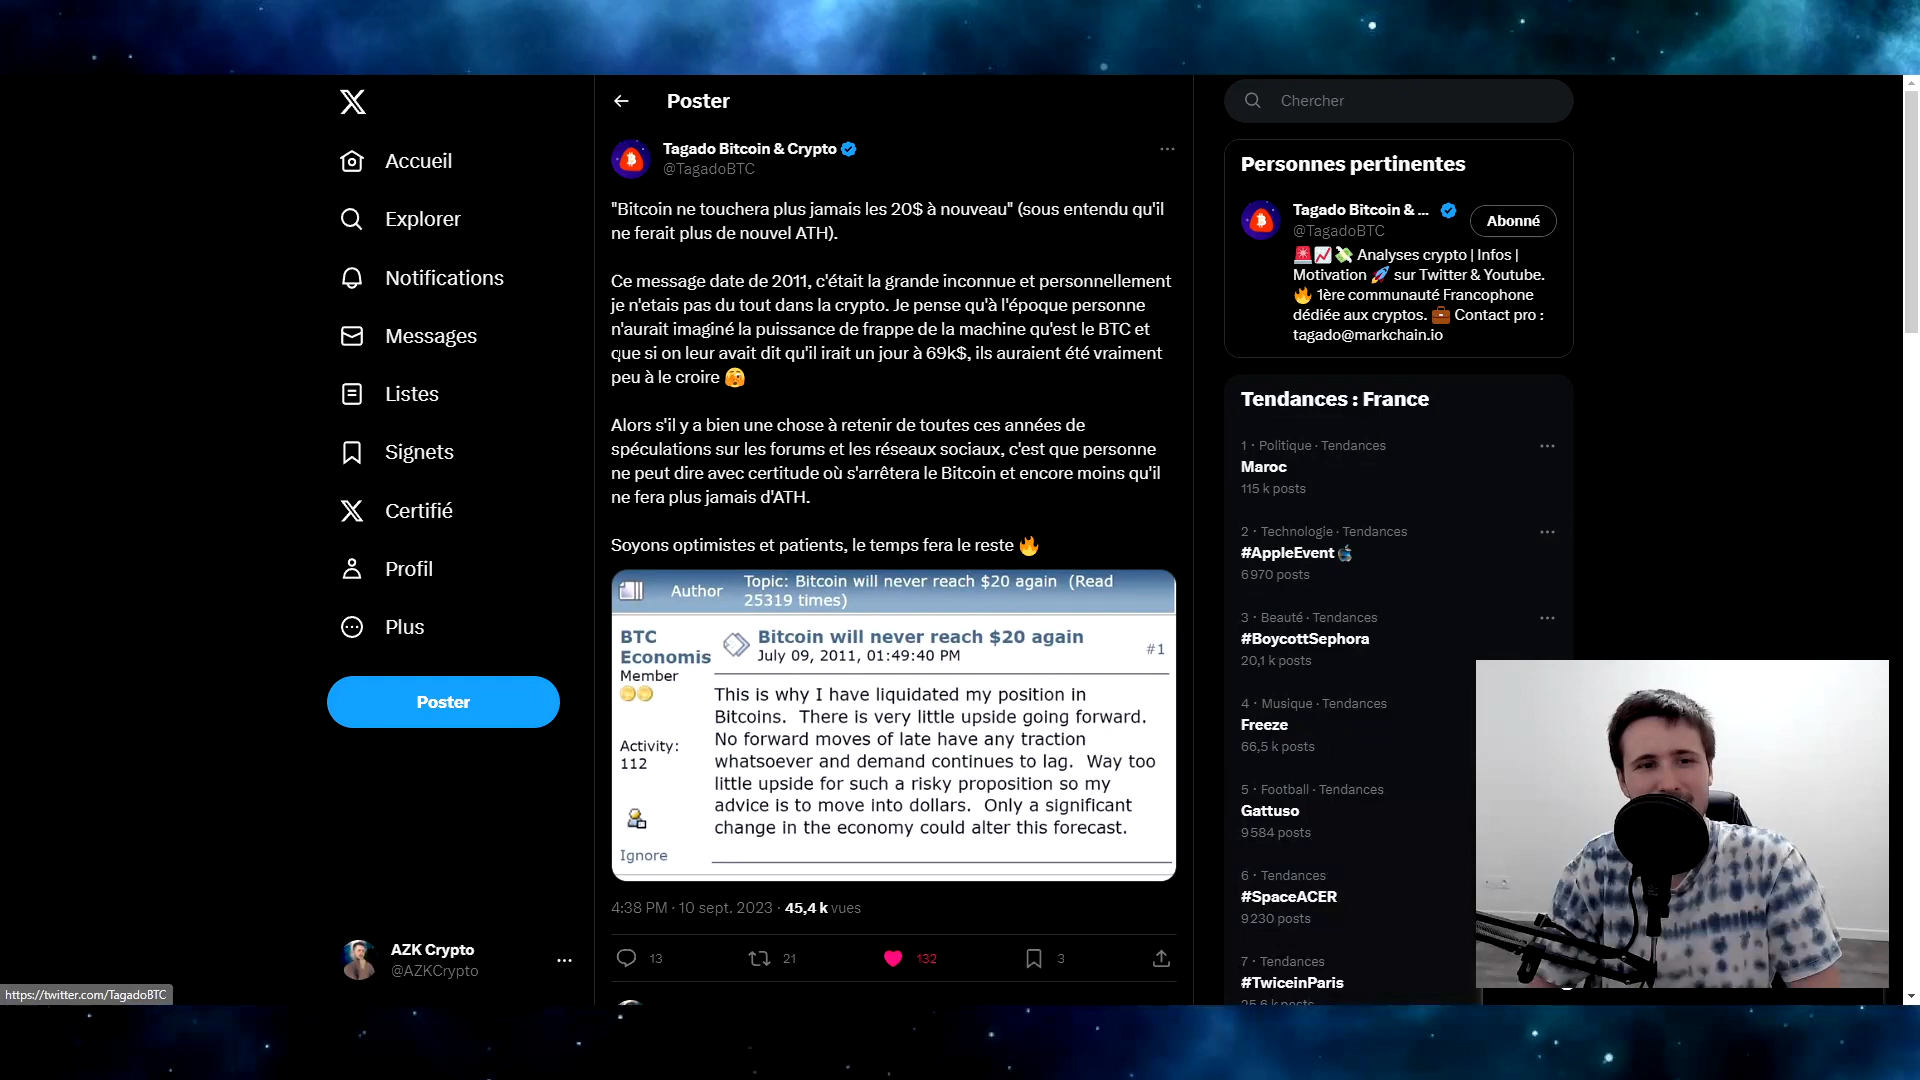 Accueil
Explorer
Notifications
Messages
Listes
Signets
Certifié
Profil
Plus
Poster
AZK Crypto
@AZKCrypto
https://twitter.com/TagadoBTC
Poster
Tagado Bitcoin & Crypto
@TagadoBTC
"Bitcoin ne touchera plus jamais les 20$ à nouveau" (sous entendu qu'il
ne ferait plus de nouvel ATH).
Ce message date de 2011, c'était la grande inconnue et personnellement
je n'etais pas du tout dans la crypto. Je pense qu'à l'époque personne
n'aurait imaginé la puissance de frappe de la machine qu'est le BTC et
que si on leur avait dit qu'il irait un jour à 69k$, ils auraient été vraiment
peu à le croire
Alors s'il y a bien une chose à retenir de toutes ces années de
spéculations sur les forums et les réseaux sociaux, c'est que personne
ne peut dire avec certitude où s'arrêtera le Bitcoin et encore moins qu'il
ne fera plus jamais d'ATH.
Soyons optimistes et patients, le temps fera le reste
Author
Topic: Bitcoin will never reach $20 again (Read
25319 times)
BTC
Economis
Member
Activity:
112
Ignore
Bitcoin will never reach $20 again
July 09, 2011, 01:49:40 PM
#1
This is why I have liquidated my position in
Bitcoins. There is very little upside going forward.
No forward moves of late have any traction
whatsoever and demand continues to lag. Way too
little upside for such a risky proposition so my
advice is to move into dollars. Only a significant
change in the economy could alter this forecast.
4:38 PM · 10 sept. 2023 · 45,4 k vues
13
21
132
3
Chercher
Personnes pertinentes
Tagado Bitcoin & ...
@TagadoBTC
Abonné
Analyses crypto | Infos |
Motivation sur Twitter & Youtube.
1ère communauté Francophone
dédiée aux cryptos. Contact pro :
tagado@markchain.io
Tendances : France
1 · Politique · Tendances
Maroc
115 k posts
2 · Technologie · Tendances
#AppleEvent
6 970 posts
3 · Beauté · Tendances
#BoycottSephora
20,1 k posts
4 · Musique · Tendances
Freeze
66,5 k posts
5 · Football · Tendances
Gattuso
9 584 posts
6 · Tendances
#SpaceACER
9 230 posts
7 · Tendances
#TwiceinParis
25,6 k posts